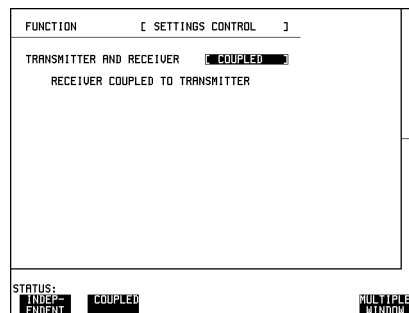 FUNCTION [ SETTINGS CONTROL ]
TRANSMITTER AND RECEIVER [ COUPLED ]
RECEIVER COUPLED TO TRANSMITTER
STATUS:
INDEP-
ENDENT
COUPLED
MULTIPLE
WINDOW